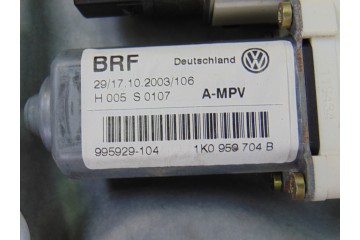 BRF Deutschland
29/17.10.2003/106
H 005 S 0107 A-MPV
995929-104 1K0 959 704 B